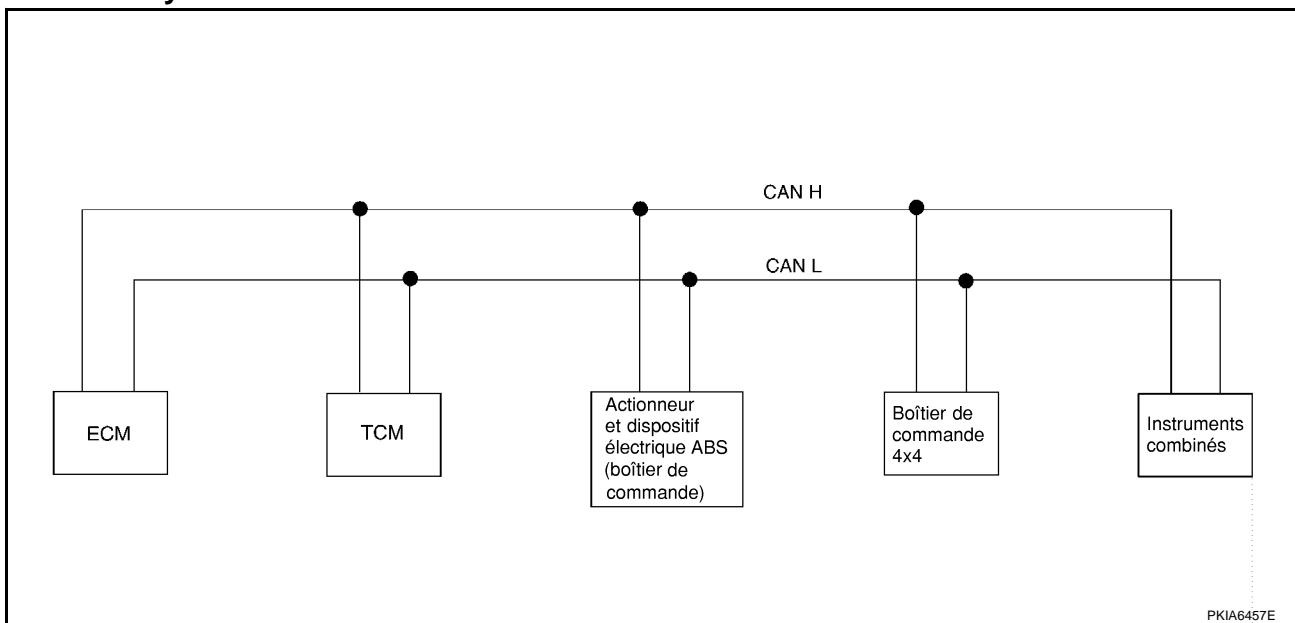 CAN H
CAN L
ECM
TCM
Actionneur
et dispositif
électrique ABS
(boîtier de
commande)
Boîtier de
commande
4x4
Instruments
combinés
PKIA6457E